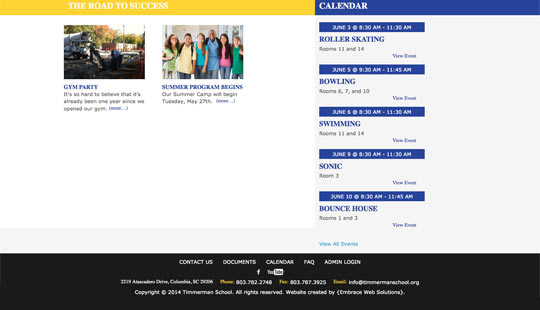 THE ROAD TO SUCCESS
GYM PARTY
It's so hard to believe that it's
already been one year since we
opened our gym. (more…)
SUMMER PROGRAM BEGINS
Our Summer Camp will begin
Tuesday, May 27th. (more…)
CALENDAR
JUNE 3 @ 8:30 AM - 11:30 AM
ROLLER SKATING
Rooms 11 and 14
View Event
JUNE 5 @ 9:30 AM - 11:45 AM
BOWLING
Rooms 6, 7, and 10
View Event
JUNE 6 @ 8:30 AM - 11:30 AM
SWIMMING
Rooms 11 and 14
View Event
JUNE 9 @ 8:30 AM - 11:30 AM
SONIC
Room 3
View Event
JUNE 10 @ 8:30 AM - 11:45 AM
BOUNCE HOUSE
Rooms 1 and 3
View Event
View All Events
CONTACT US DOCUMENTS CALENDAR FAQ ADMIN LOGIN
f YouTube
2219 Atascadero Drive, Columbia, SC 29206 Phone: 803.782.2748 Fax: 803.787.3925 Email: info@timmermanschool.org
Copyright © 2014 Timmerman School. All rights reserved. Website created by {Embrace Web Solutions}.